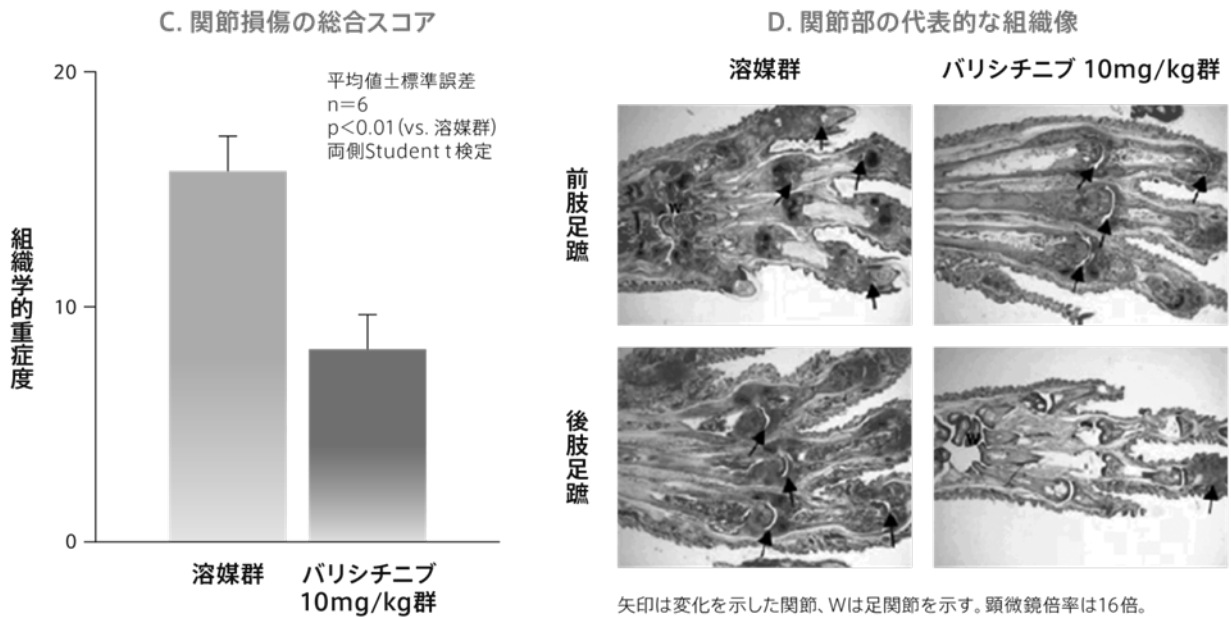 C. 関節損傷の総合スコア
20
10
0
組織学的重症度
平均値±標準誤差
n=6
p<0.01(vs. 溶媒群)
両側Student t 検定
溶媒群
バリシチニブ
10mg/kg群
D. 関節部の代表的な組織像
溶媒群
バリシチニブ 10mg/kg群
前肢足蹠
W
後肢足蹠
W
矢印は変化を示した関節、Wは足関節を示す。顕微鏡倍率は16倍。